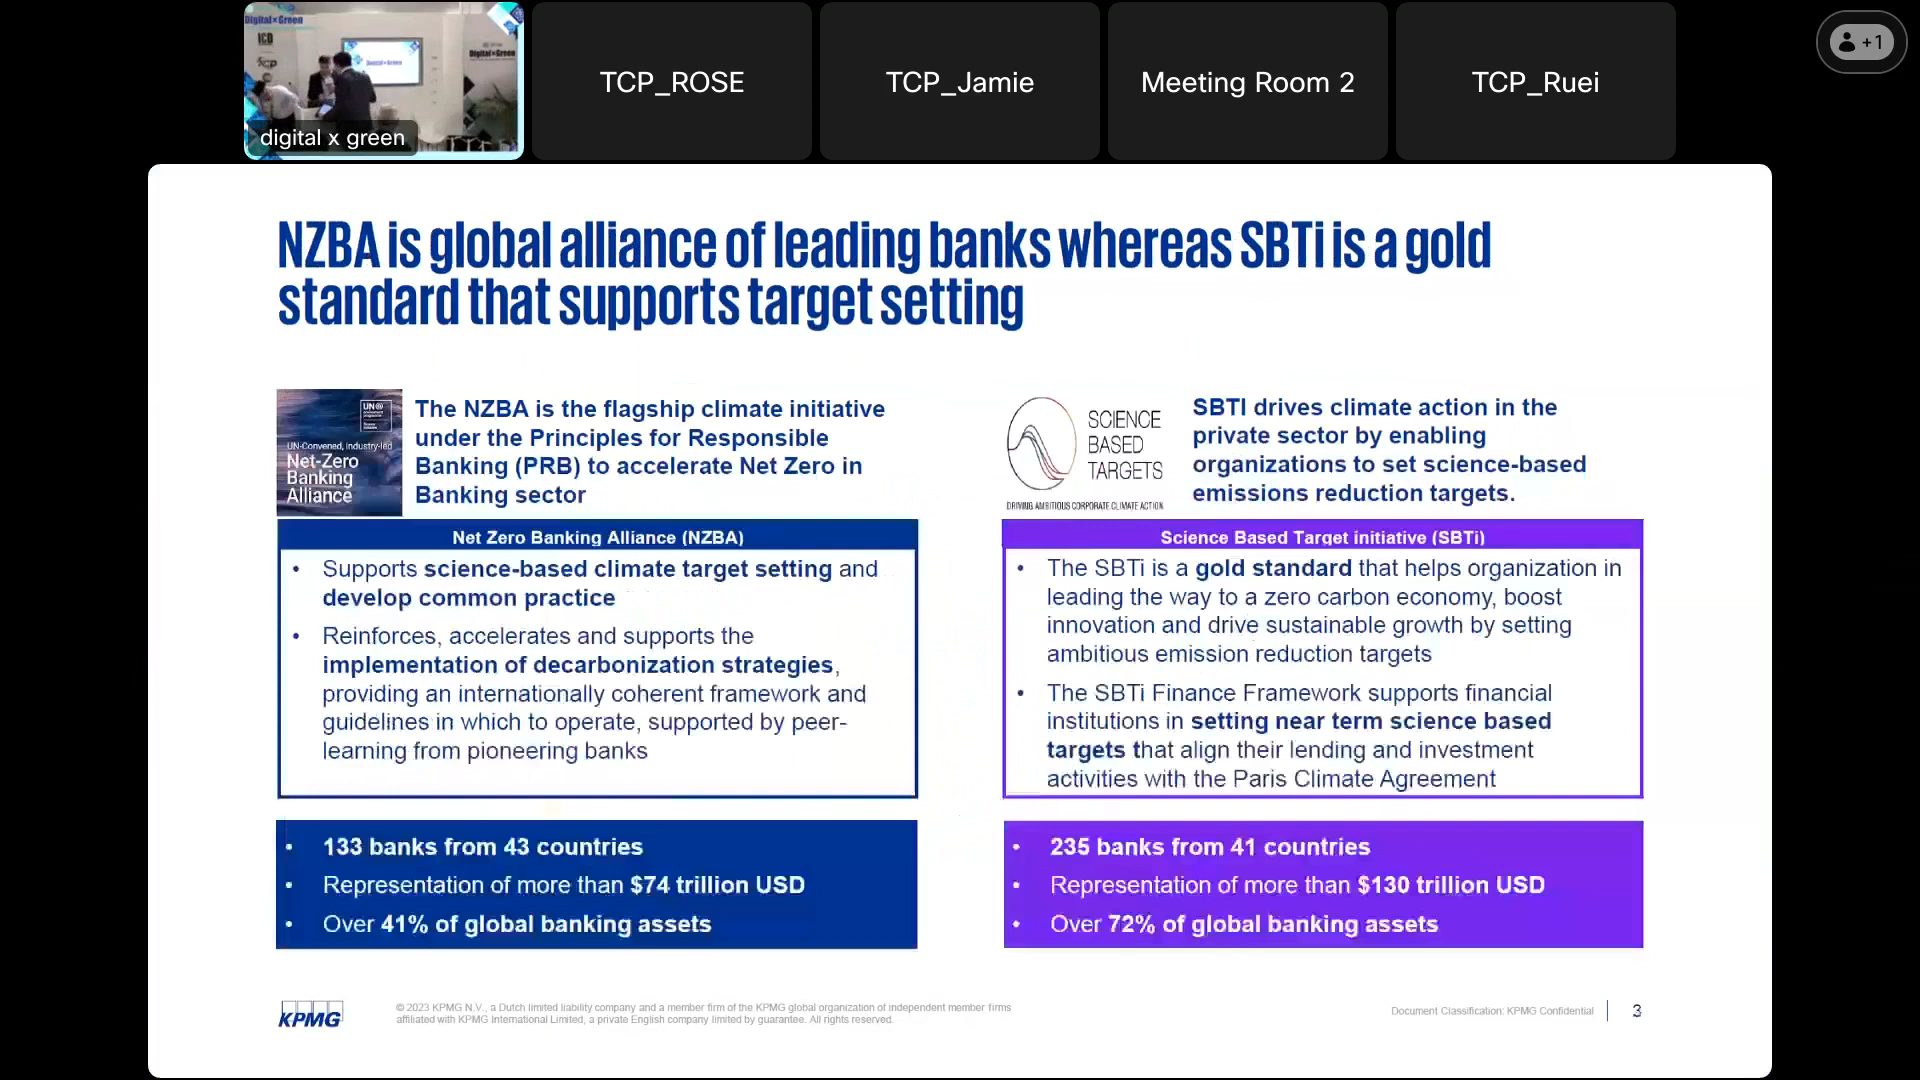 Digital×Green
ICD
Digital×Green
Digital×Green
digital x green
TCP_ROSE
TCP_Jamie
Meeting Room 2
TCP_Ruei
+1
NZBA is global alliance of leading banks whereas SBTi is a gold
standard that supports target setting
UN-Convened, Industry-led
Net-Zero
Banking
Alliance
The NZBA is the flagship climate initiative
under the Principles for Responsible
Banking (PRB) to accelerate Net Zero in
Banking sector
Net Zero Banking Alliance (NZBA)
• Supports science-based climate target setting and
develop common practice
• Reinforces, accelerates and supports the
implementation of decarbonization strategies,
providing an internationally coherent framework and
guidelines in which to operate, supported by peer-
learning from pioneering banks
• 133 banks from 43 countries
• Representation of more than $74 trillion USD
• Over 41% of global banking assets
SCIENCE
BASED
TARGETS
DRIVING AMBITIOUS CORPORATE CLIMATE ACTION
SBTI drives climate action in the
private sector by enabling
organizations to set science-based
emissions reduction targets.
Science Based Target initiative (SBTi)
• The SBTi is a gold standard that helps organization in
leading the way to a zero carbon economy, boost
innovation and drive sustainable growth by setting
ambitious emission reduction targets
• The SBTi Finance Framework supports financial
institutions in setting near term science based
targets that align their lending and investment
activities with the Paris Climate Agreement
• 235 banks from 41 countries
• Representation of more than $130 trillion USD
• Over 72% of global banking assets
KPMG
© 2023 KPMG N.V., a Dutch limited liability company and a member firm of the KPMG global organization of independent member firms
affiliated with KPMG International Limited, a private English company limited by guarantee. All rights reserved.
Document Classification: KPMG Confidential
3